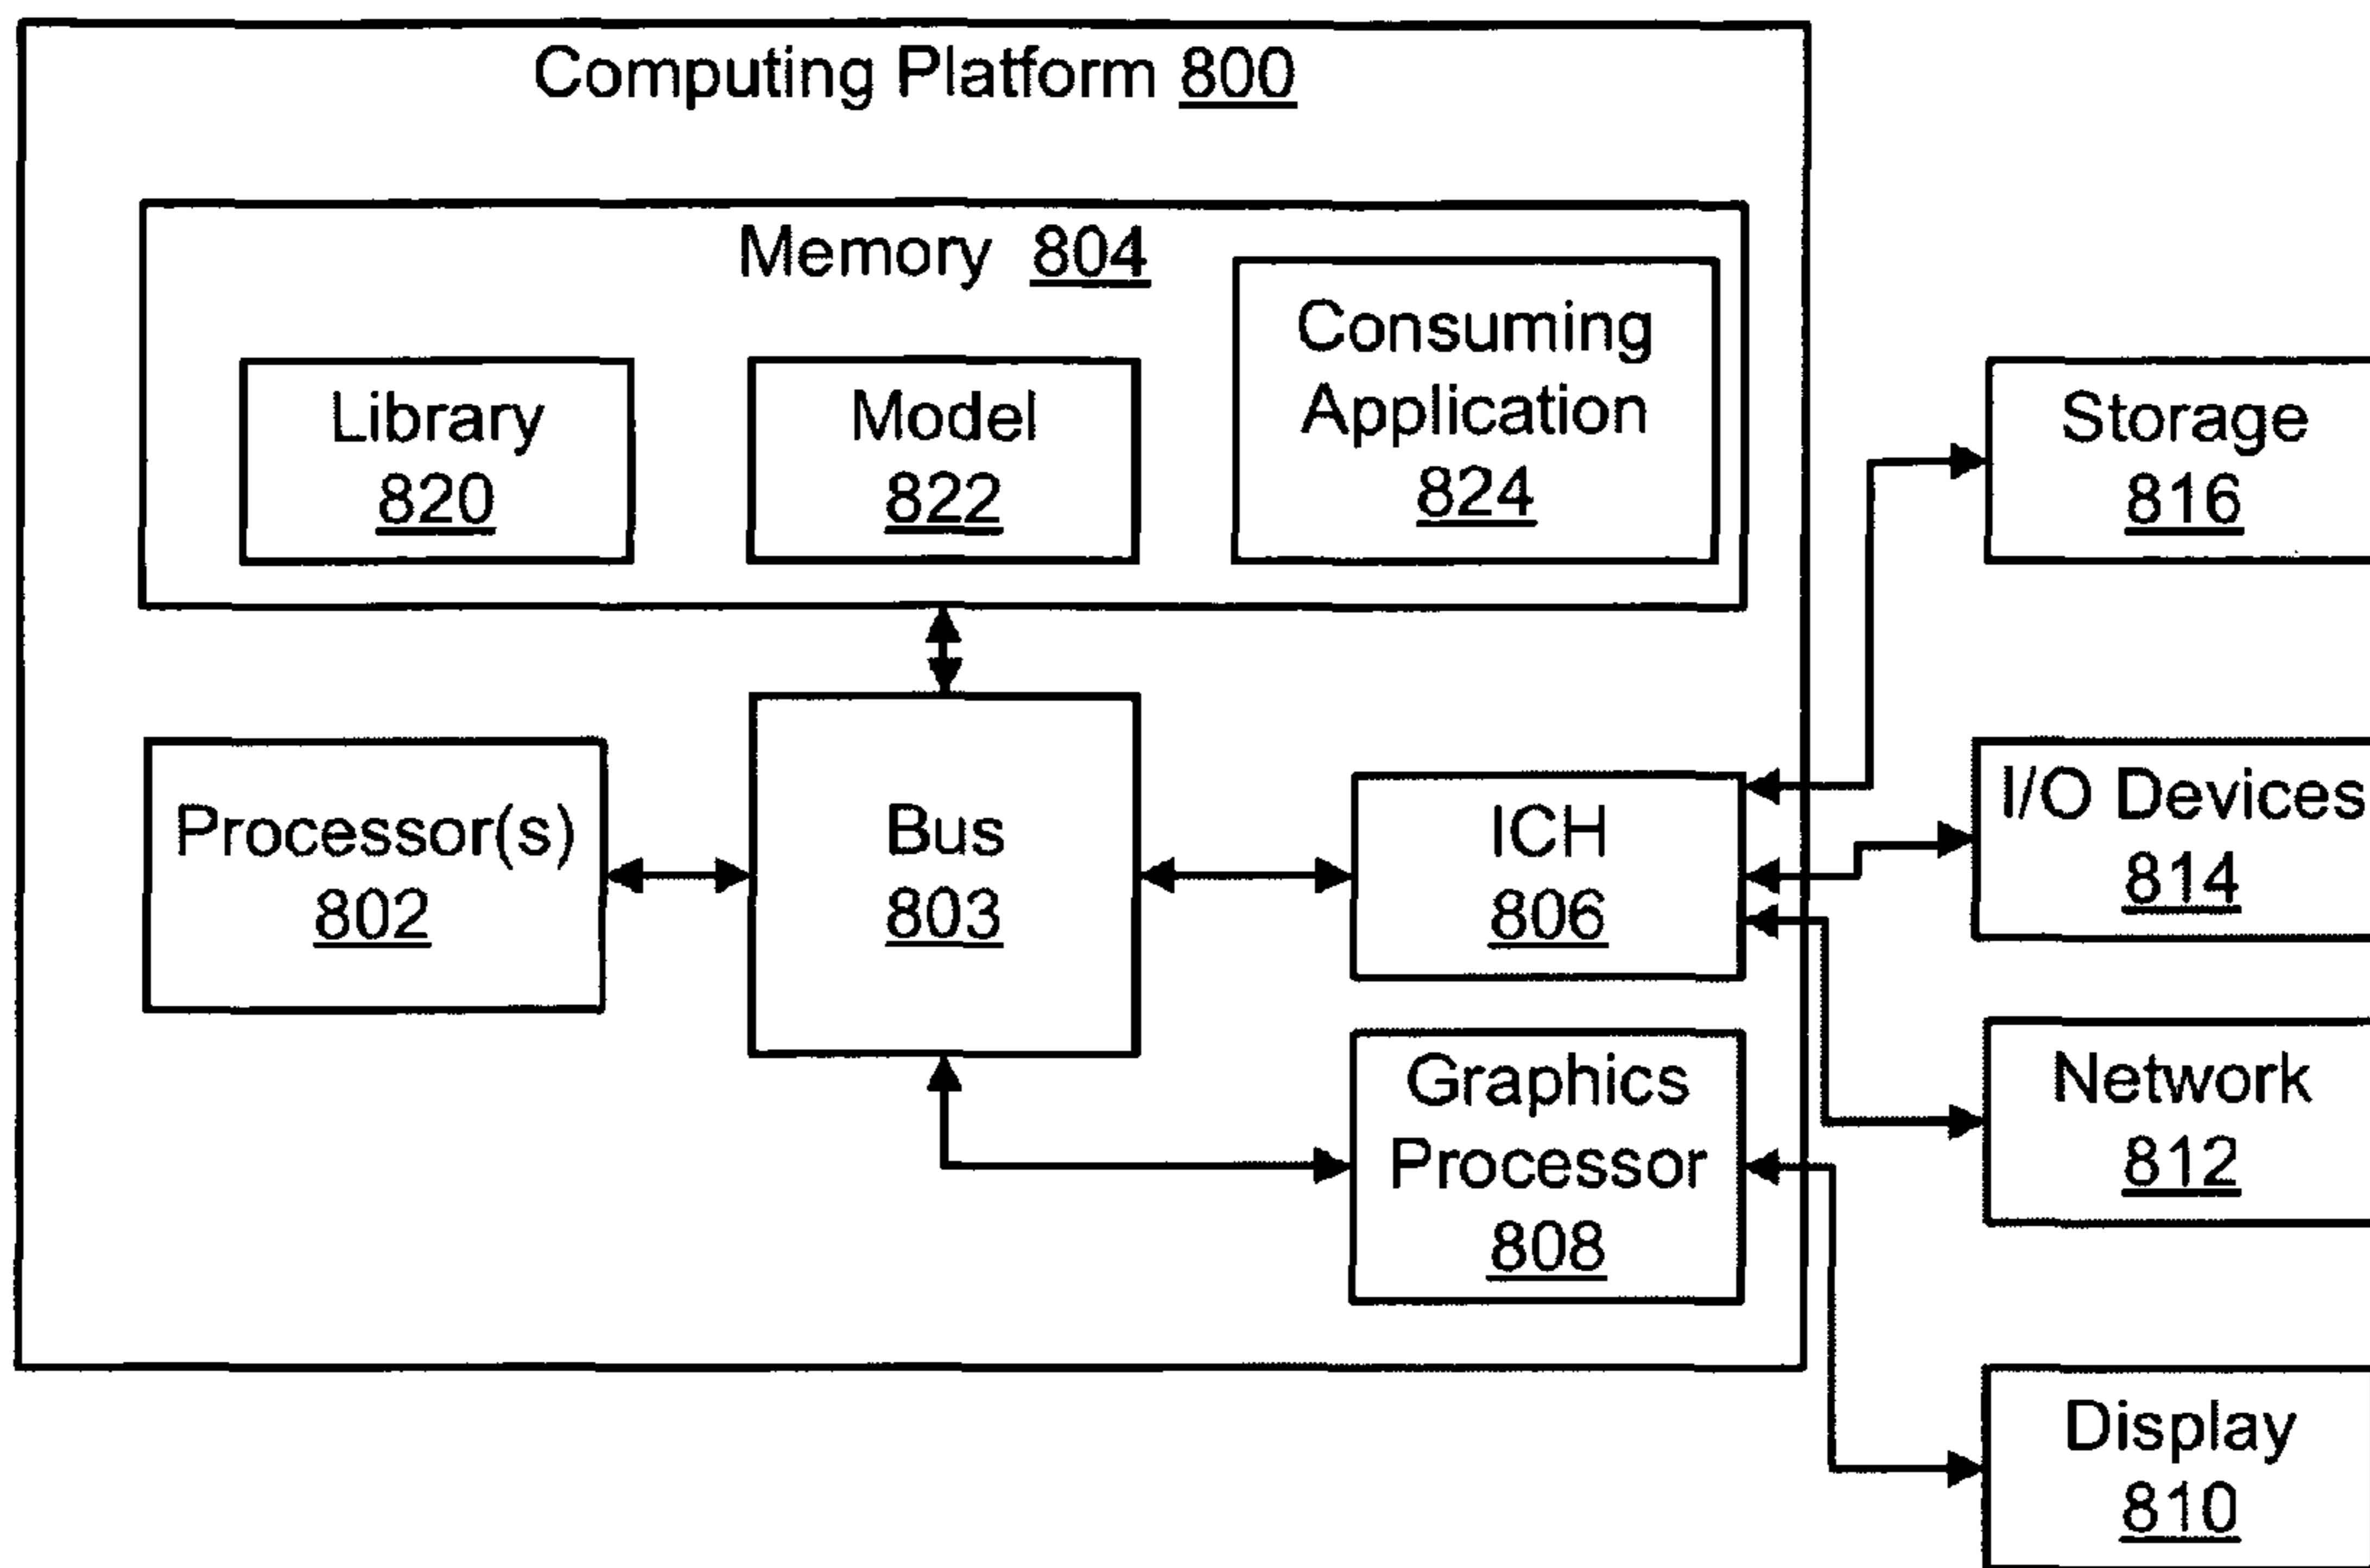 Computing Platform 800
Memory 804
Library
820
Model
822
Consuming
Application
824
Storage
816
Processor(s)
802
Bus
803
ICH
806
I/O Devices
814
Graphics
Processor
808
Network
812
Display
810